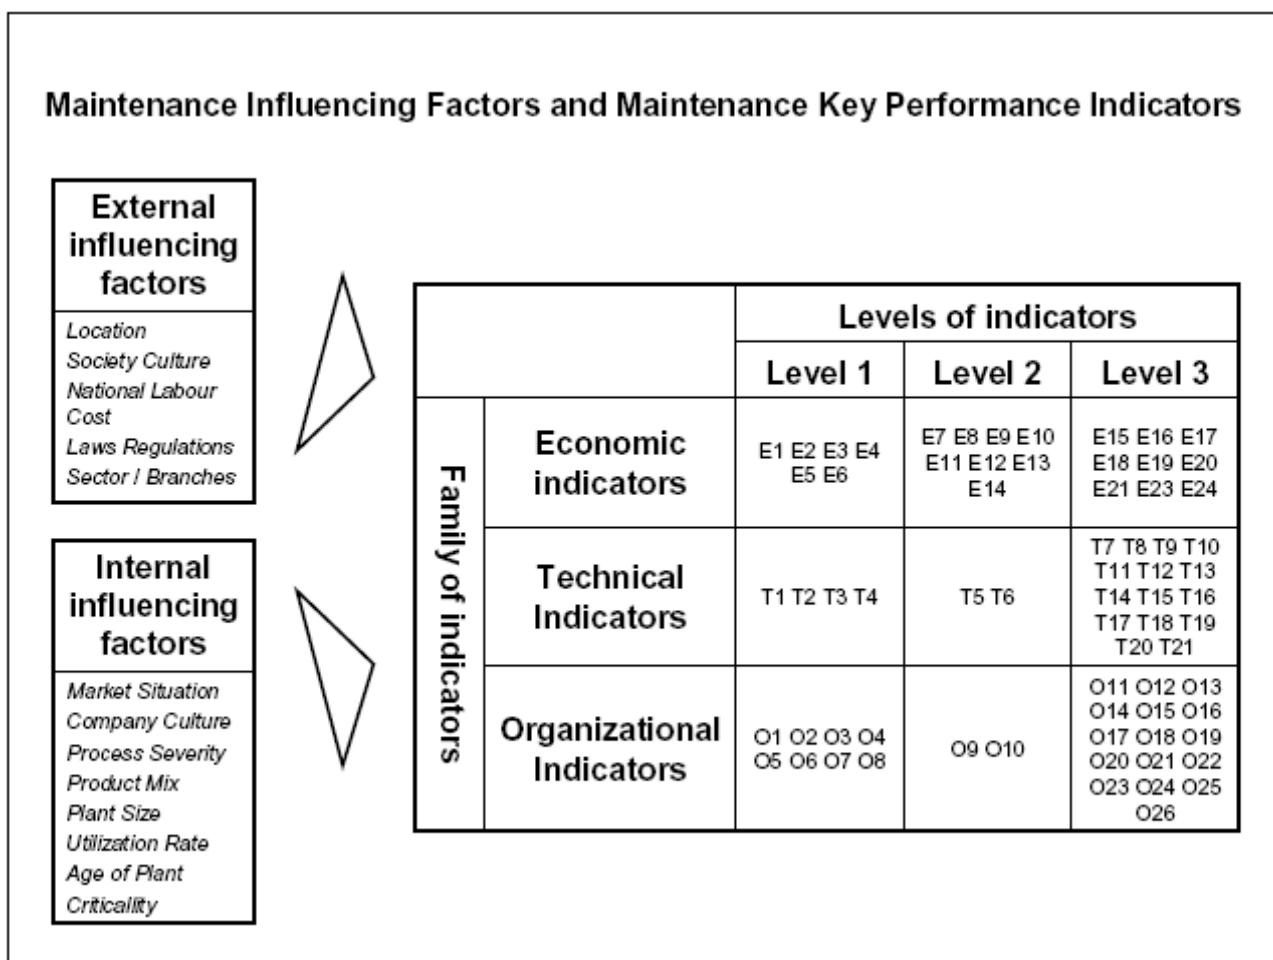 Maintenance Influencing Factors and Maintenance Key Performance Indicators
External
influencing
factors
Location
Society Culture
National Labour
Cost
Laws Regulations
Sector / Branches
Internal
influencing
factors
Market Situation
Company Culture
Process Severity
Product Mix
Plant Size
Utilization Rate
Age of Plant
Criticallity
Levels of indicators
Level 1
Level 2
Level 3
Family of indicators
Economic
indicators
E1 E2 E3 E4
E5 E6
E7 E8 E9 E10
E11 E12 E13
E14
E15 E16 E17
E18 E19 E20
E21 E23 E24
Technical
Indicators
T1 T2 T3 T4
T5 T6
T7 T8 T9 T10
T11 T12 T13
T14 T15 T16
T17 T18 T19
T20 T21
Organizational
Indicators
O1 O2 O3 O4
O5 O6 O7 O8
O9 O10
O11 O12 O13
O14 O15 O16
O17 O18 O19
O20 O21 O22
O23 O24 O25
O26